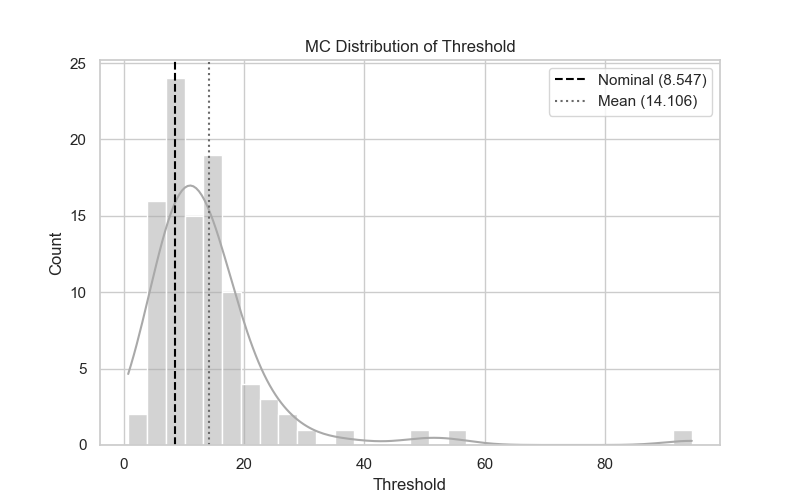 MC Distribution of Threshold
Nominal (8.547)
Mean (14.106)
Count
25
20
15
10
5
0
0 20 40 60 80
Threshold